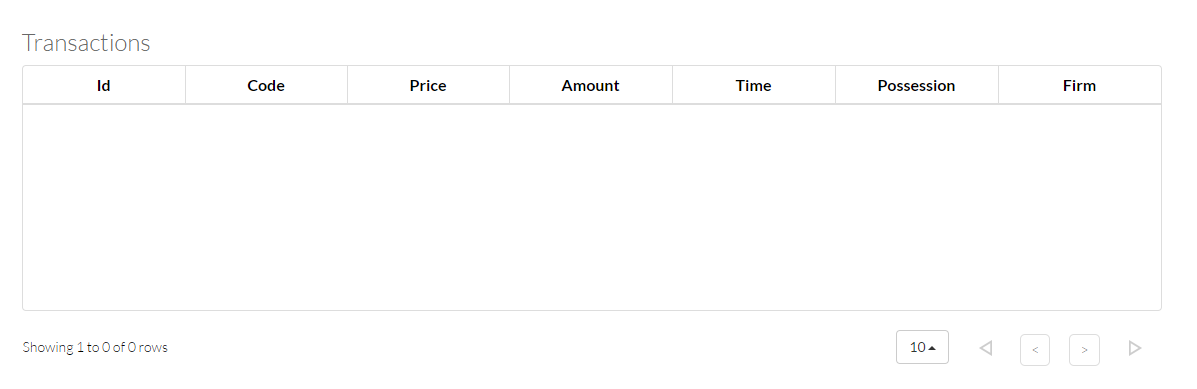 Transactions
Id Code Price Amount Time Possession Firm
Showing 1 to 0 of 0 rows 10 < >